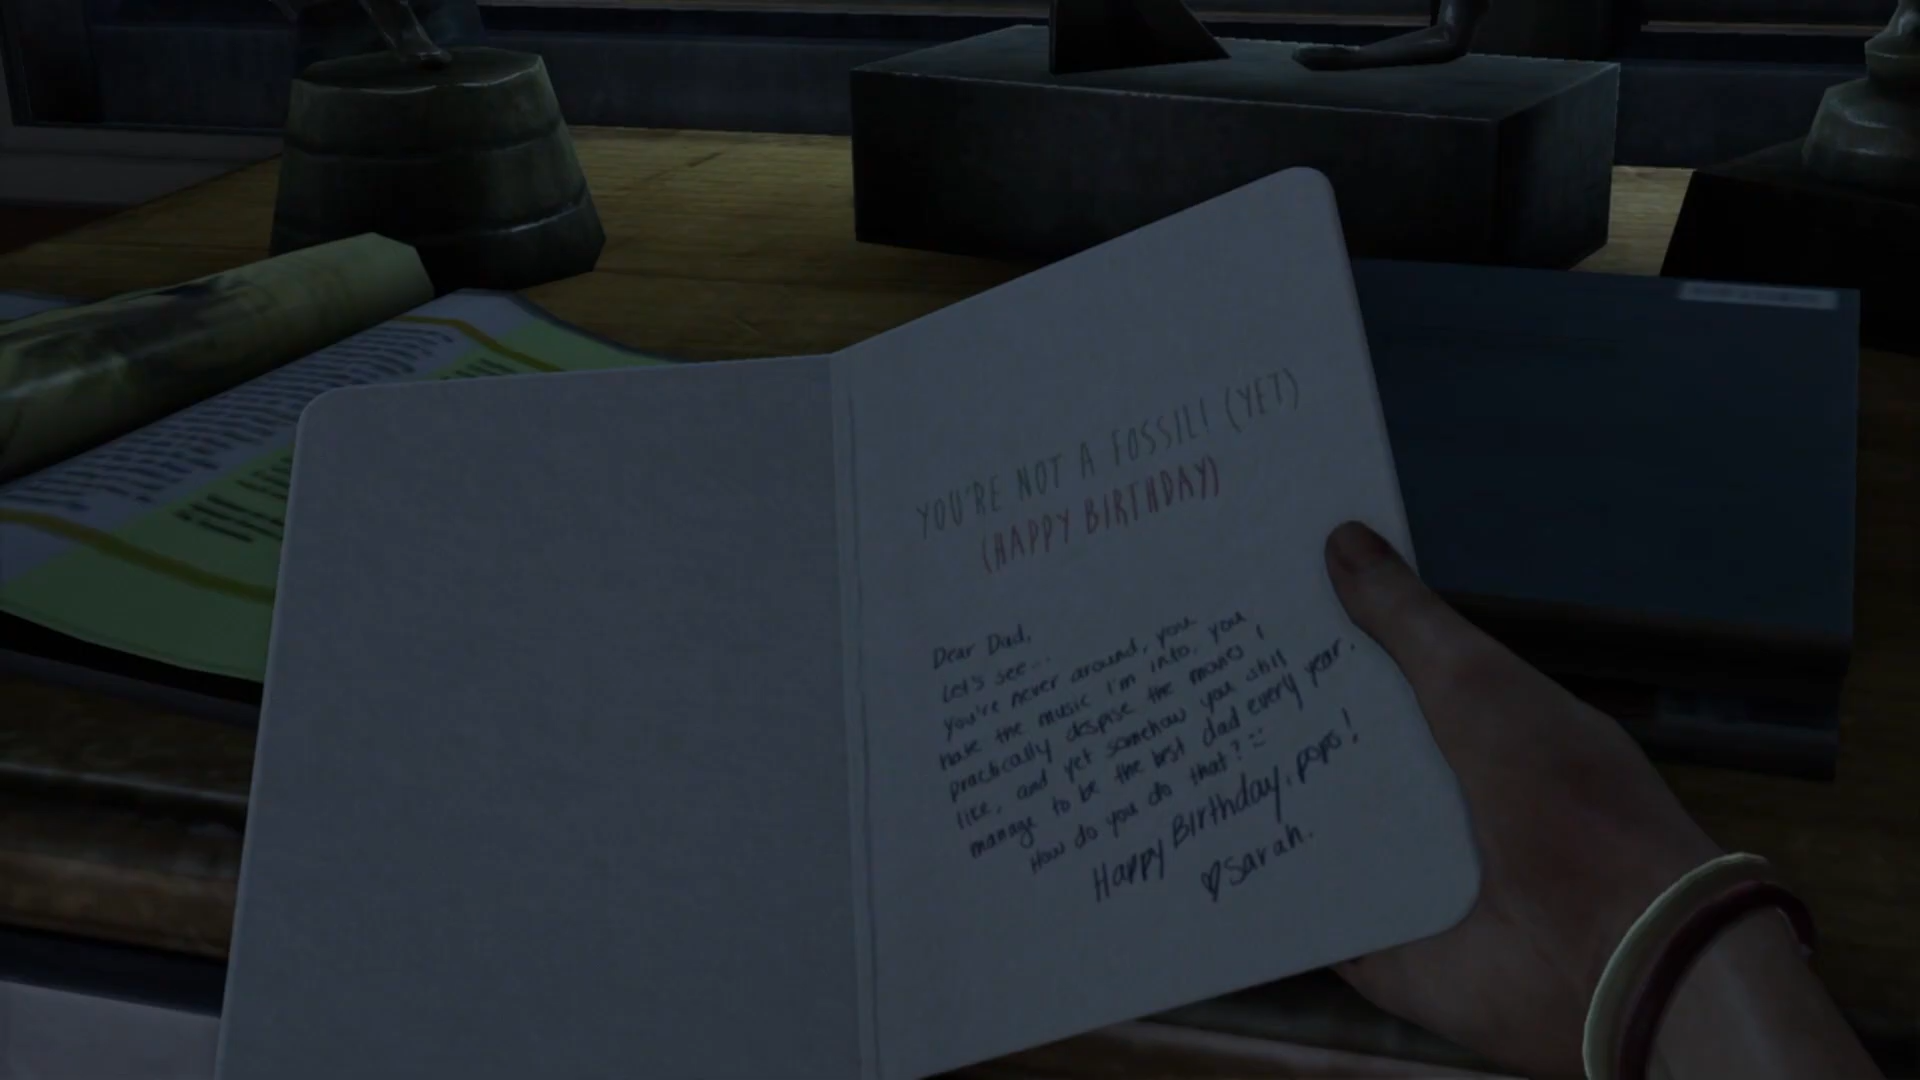 YOU'RE NOT A FOSSIL! (YET)
(HAPPY BIRTHDAY)
Dear Dad,
Let's see...
you're never around, you
hate the music I'm into, you
practically despise the movies I
like, and yet somehow you still
manage to be the best dad every year.
How do you do that? :)
Happy Birthday, pops!
♡ Sarah.